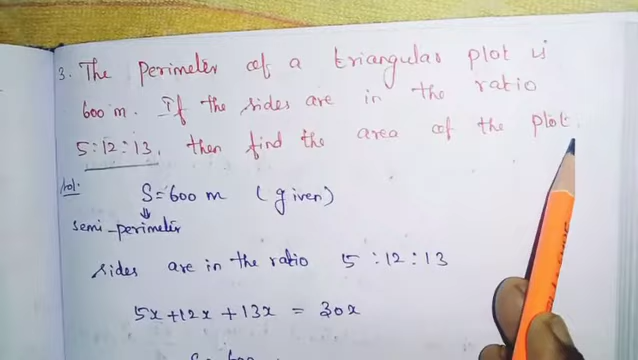 3. The perimeter of a triangular plot is
600 m. If the sides are in the ratio
5:12:13, then find the area of the plot.
Sol.
S=600 m (given)
Semi-perimeter
sides are in the ratio 5:12:13
5x+12x+13x = 30x